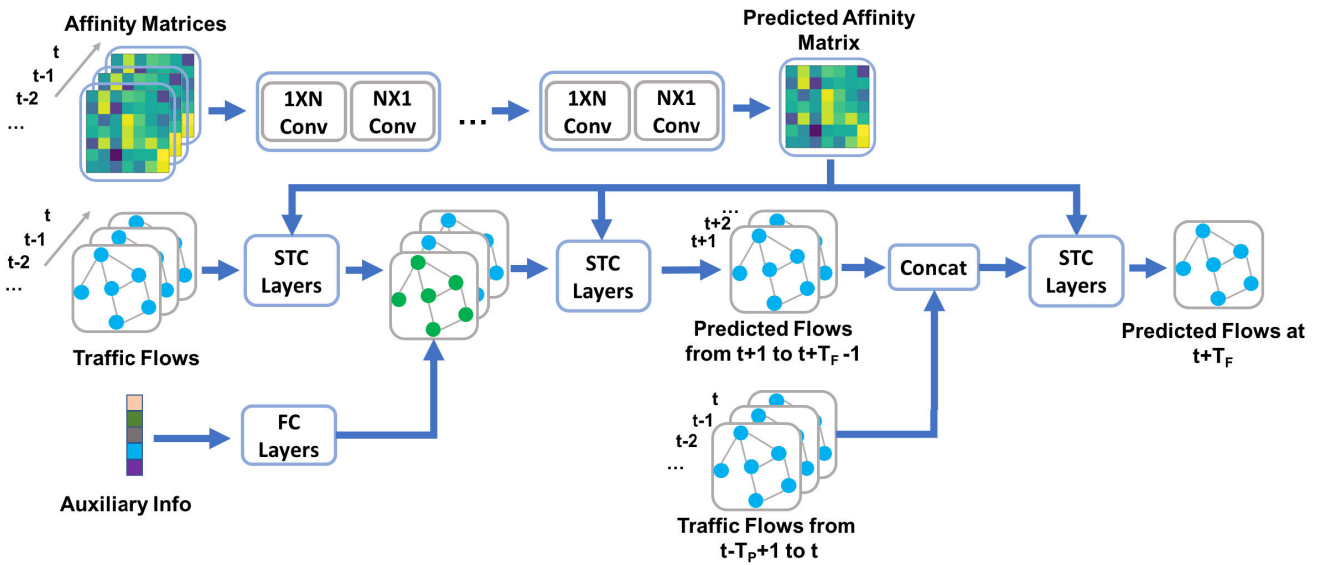 Affinity Matrices
t
t-1
t-2
...
1XN
Conv
NX1
Conv
...
1XN
Conv
NX1
Conv
Predicted Affinity
Matrix
t
t-1
t-2
...
Traffic Flows
STC
Layers
STC
Layers
...
t+2
t+1
Predicted Flows
from t+1 to t+T_F -1
Concat
STC
Layers
Predicted Flows at
t+T_F
Auxiliary Info
FC
Layers
t
t-1
t-2
...
Traffic Flows from
t-T_P+1 to t